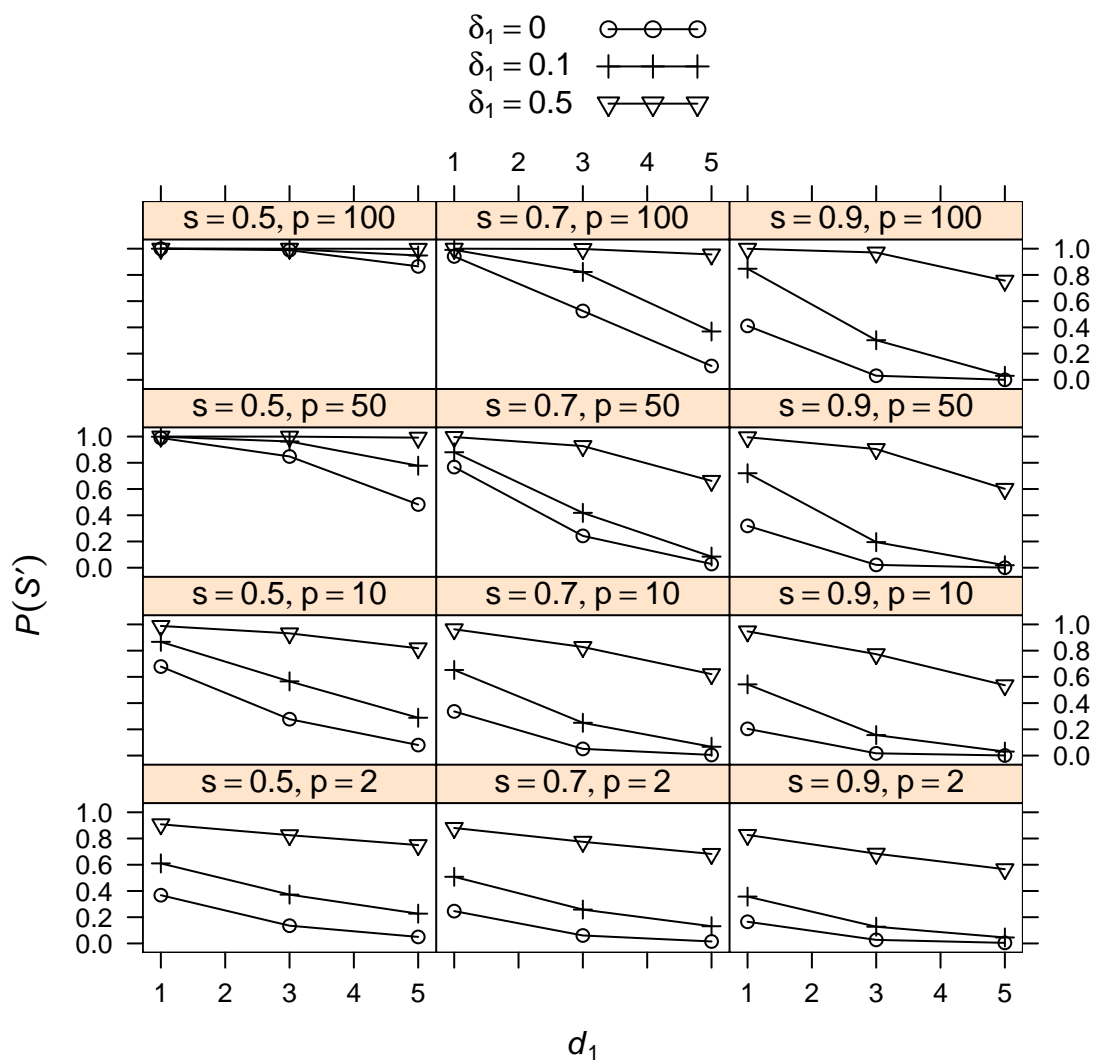 δ₁ = 0
δ₁ = 0.1
δ₁ = 0.5
1 2 3 4 5
s = 0.5, p = 100 s = 0.7, p = 100 s = 0.9, p = 100
1.0
0.8
0.6
0.4
0.2
0.0
s = 0.5, p = 50 s = 0.7, p = 50 s = 0.9, p = 50
1.0
0.8
0.6
0.4
0.2
0.0
P(S′)
s = 0.5, p = 10 s = 0.7, p = 10 s = 0.9, p = 10
1.0
0.8
0.6
0.4
0.2
0.0
s = 0.5, p = 2 s = 0.7, p = 2 s = 0.9, p = 2
1.0
0.8
0.6
0.4
0.2
0.0
1 2 3 4 5 1 2 3 4 5
d₁